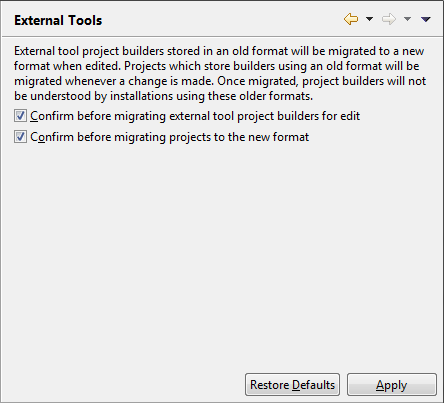 External Tools
External tool project builders stored in an old format will be migrated to a new
format when edited. Projects which store builders using an old format will be
migrated whenever a change is made. Once migrated, project builders will not
be understood by installations using these older formats.
Confirm before migrating external tool project builders for edit
Confirm before migrating projects to the new format
Restore Defaults Apply